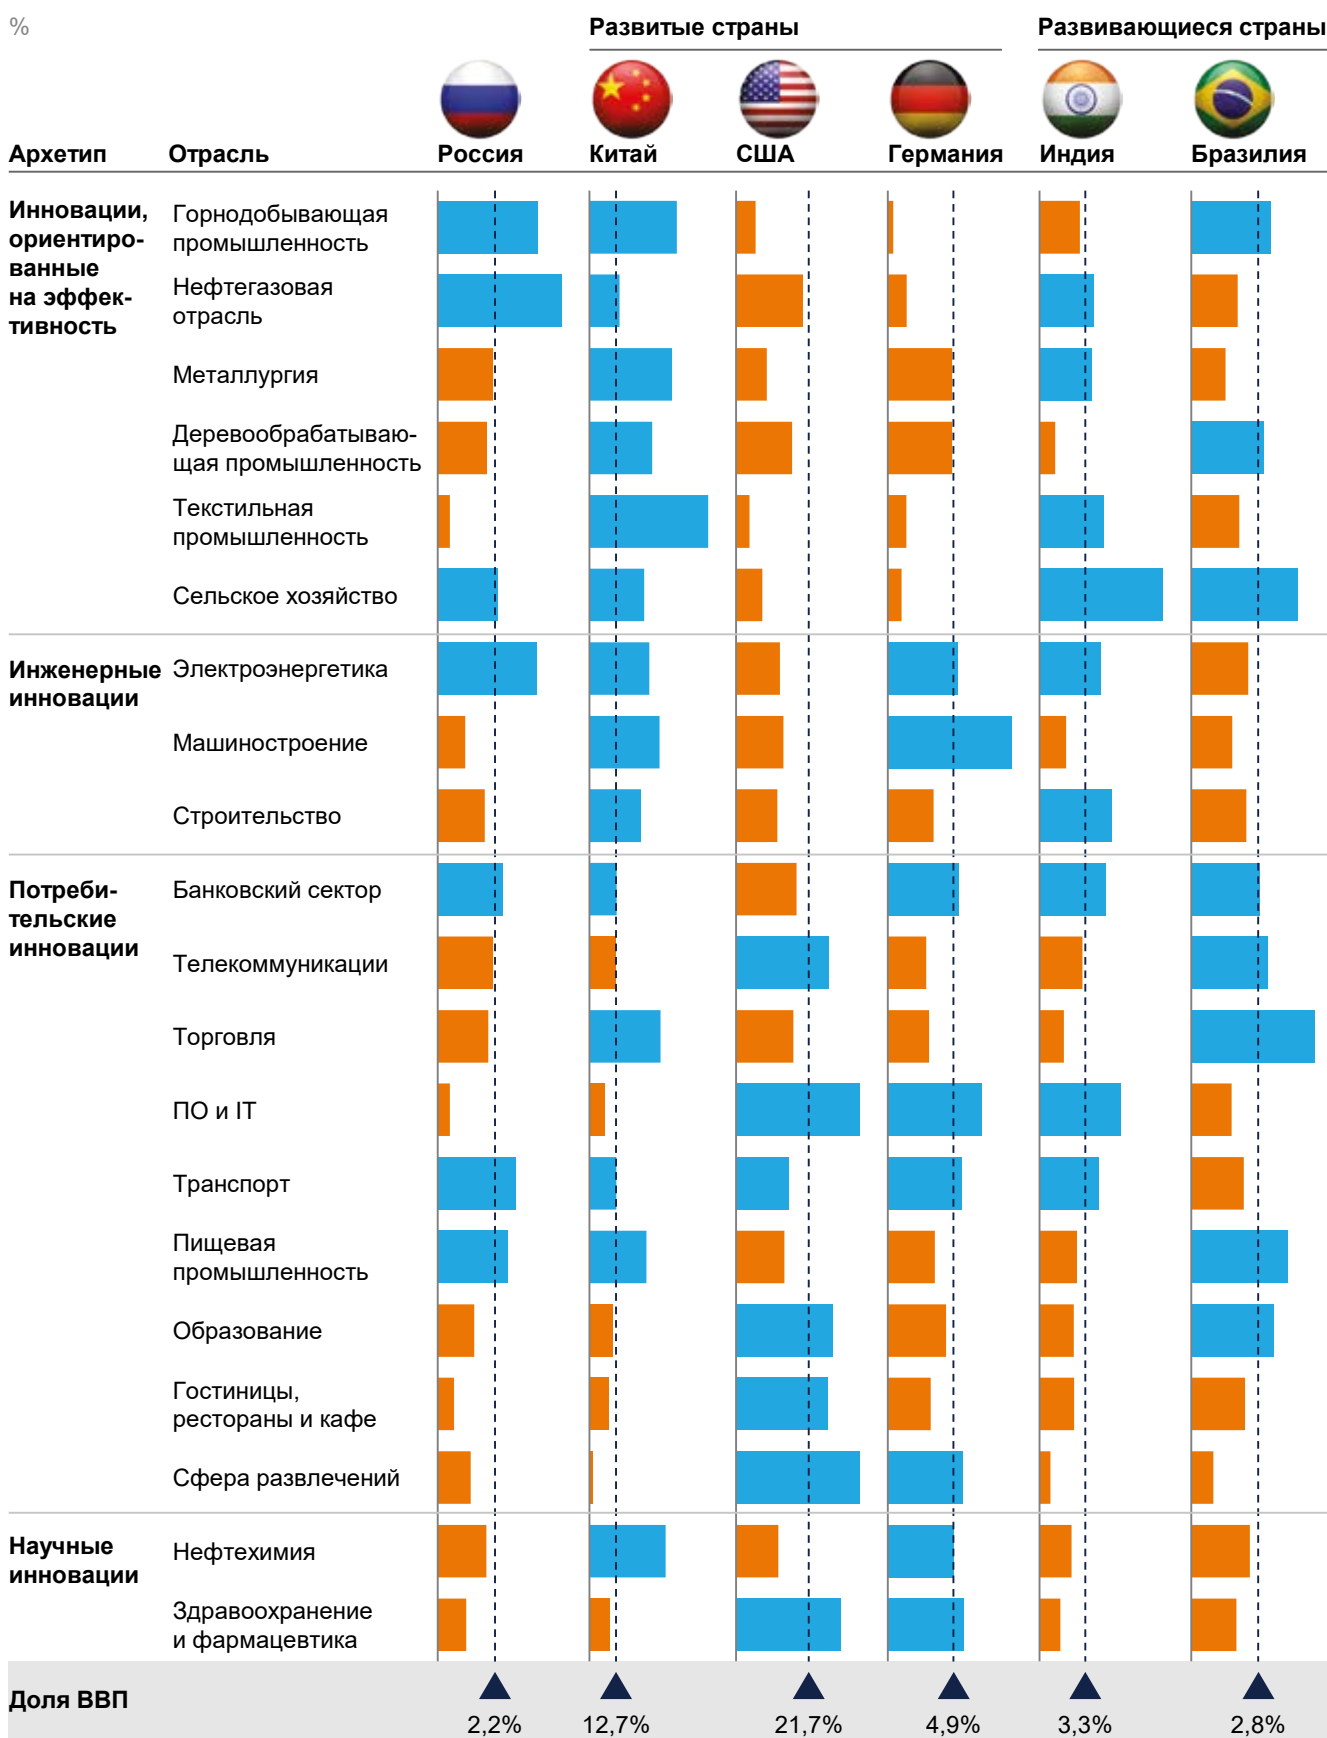 %
Развитые страны
Развивающиеся страны
Архетип
Отрасль
Россия
Китай
США
Германия
Индия
Бразилия
Инновации,
ориентиро-
ванные
на эффек-
тивность
Горнодобывающая
промышленность
Нефтегазовая
отрасль
Металлургия
Деревообрабатываю-
щая промышленность
Текстильная
промышленность
Сельское хозяйство
Инженерные
инновации
Электроэнергетика
Машиностроение
Строительство
Потреби-
тельские
инновации
Банковский сектор
Телекоммуникации
Торговля
ПО и IT
Транспорт
Пищевая
промышленность
Образование
Гостиницы,
рестораны и кафе
Сфера развлечений
Научные
инновации
Нефтехимия
Здравоохранение
и фармацевтика
Доля ВВП
2,2%
12,7%
21,7%
4,9%
3,3%
2,8%